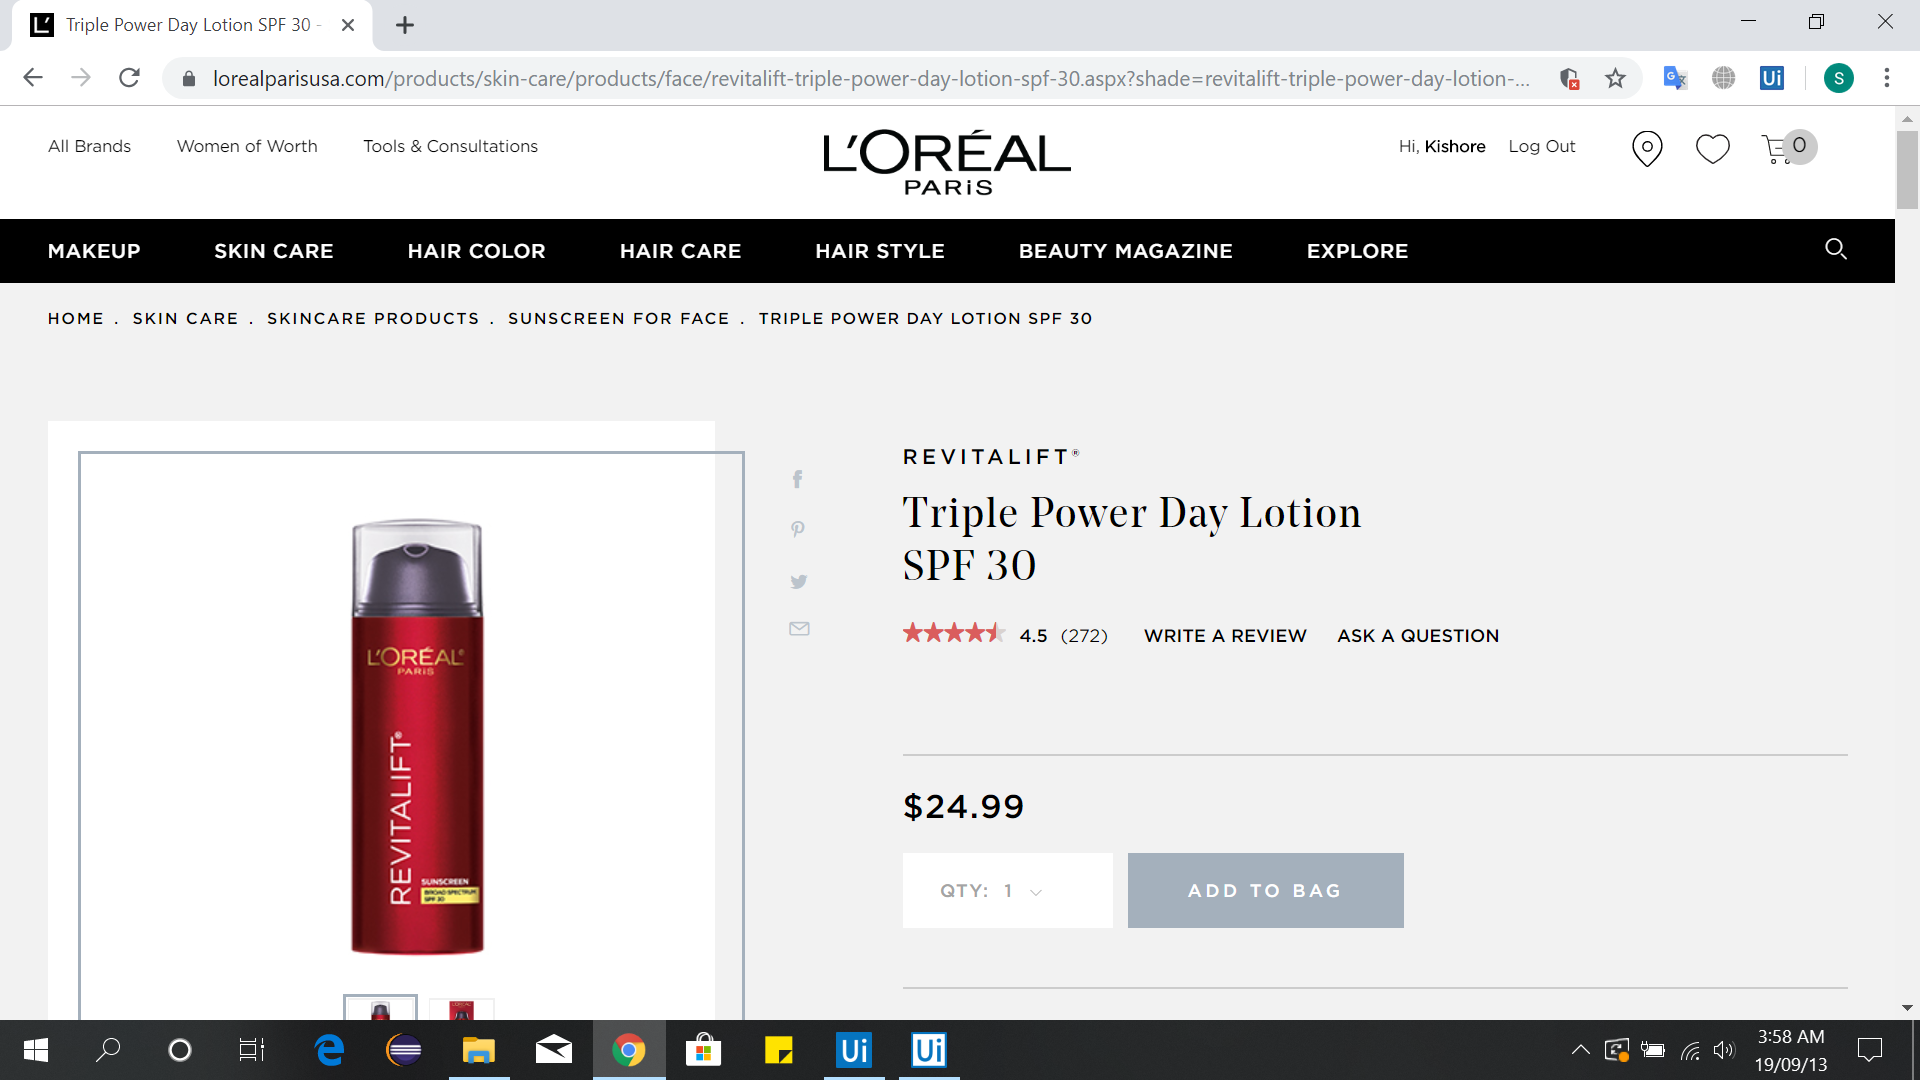 Triple Power Day Lotion SPF 30 -
lorealparisusa.com/products/skin-care/products/face/revitalift-triple-power-day-lotion-spf-30.aspx?shade=revitalift-triple-power-day-lotion-...
Ui
S
All Brands
Women of Worth
Tools & Consultations
L'ORÉAL
PARiS
Hi, Kishore
Log Out
0
MAKEUP
SKIN CARE
HAIR COLOR
HAIR CARE
HAIR STYLE
BEAUTY MAGAZINE
EXPLORE
HOME . SKIN CARE . SKINCARE PRODUCTS . SUNSCREEN FOR FACE . TRIPLE POWER DAY LOTION SPF 30
L'ORÉAL®
PARiS
REVITALIFT®
SUNSCREEN
BROAD SPECTRUM
SPF 30
REVITALIFT®
Triple Power Day Lotion
SPF 30
4.5 (272) WRITE A REVIEW ASK A QUESTION
$24.99
QTY: 1
ADD TO BAG
Ui
Ui
3:58 AM
19/09/13